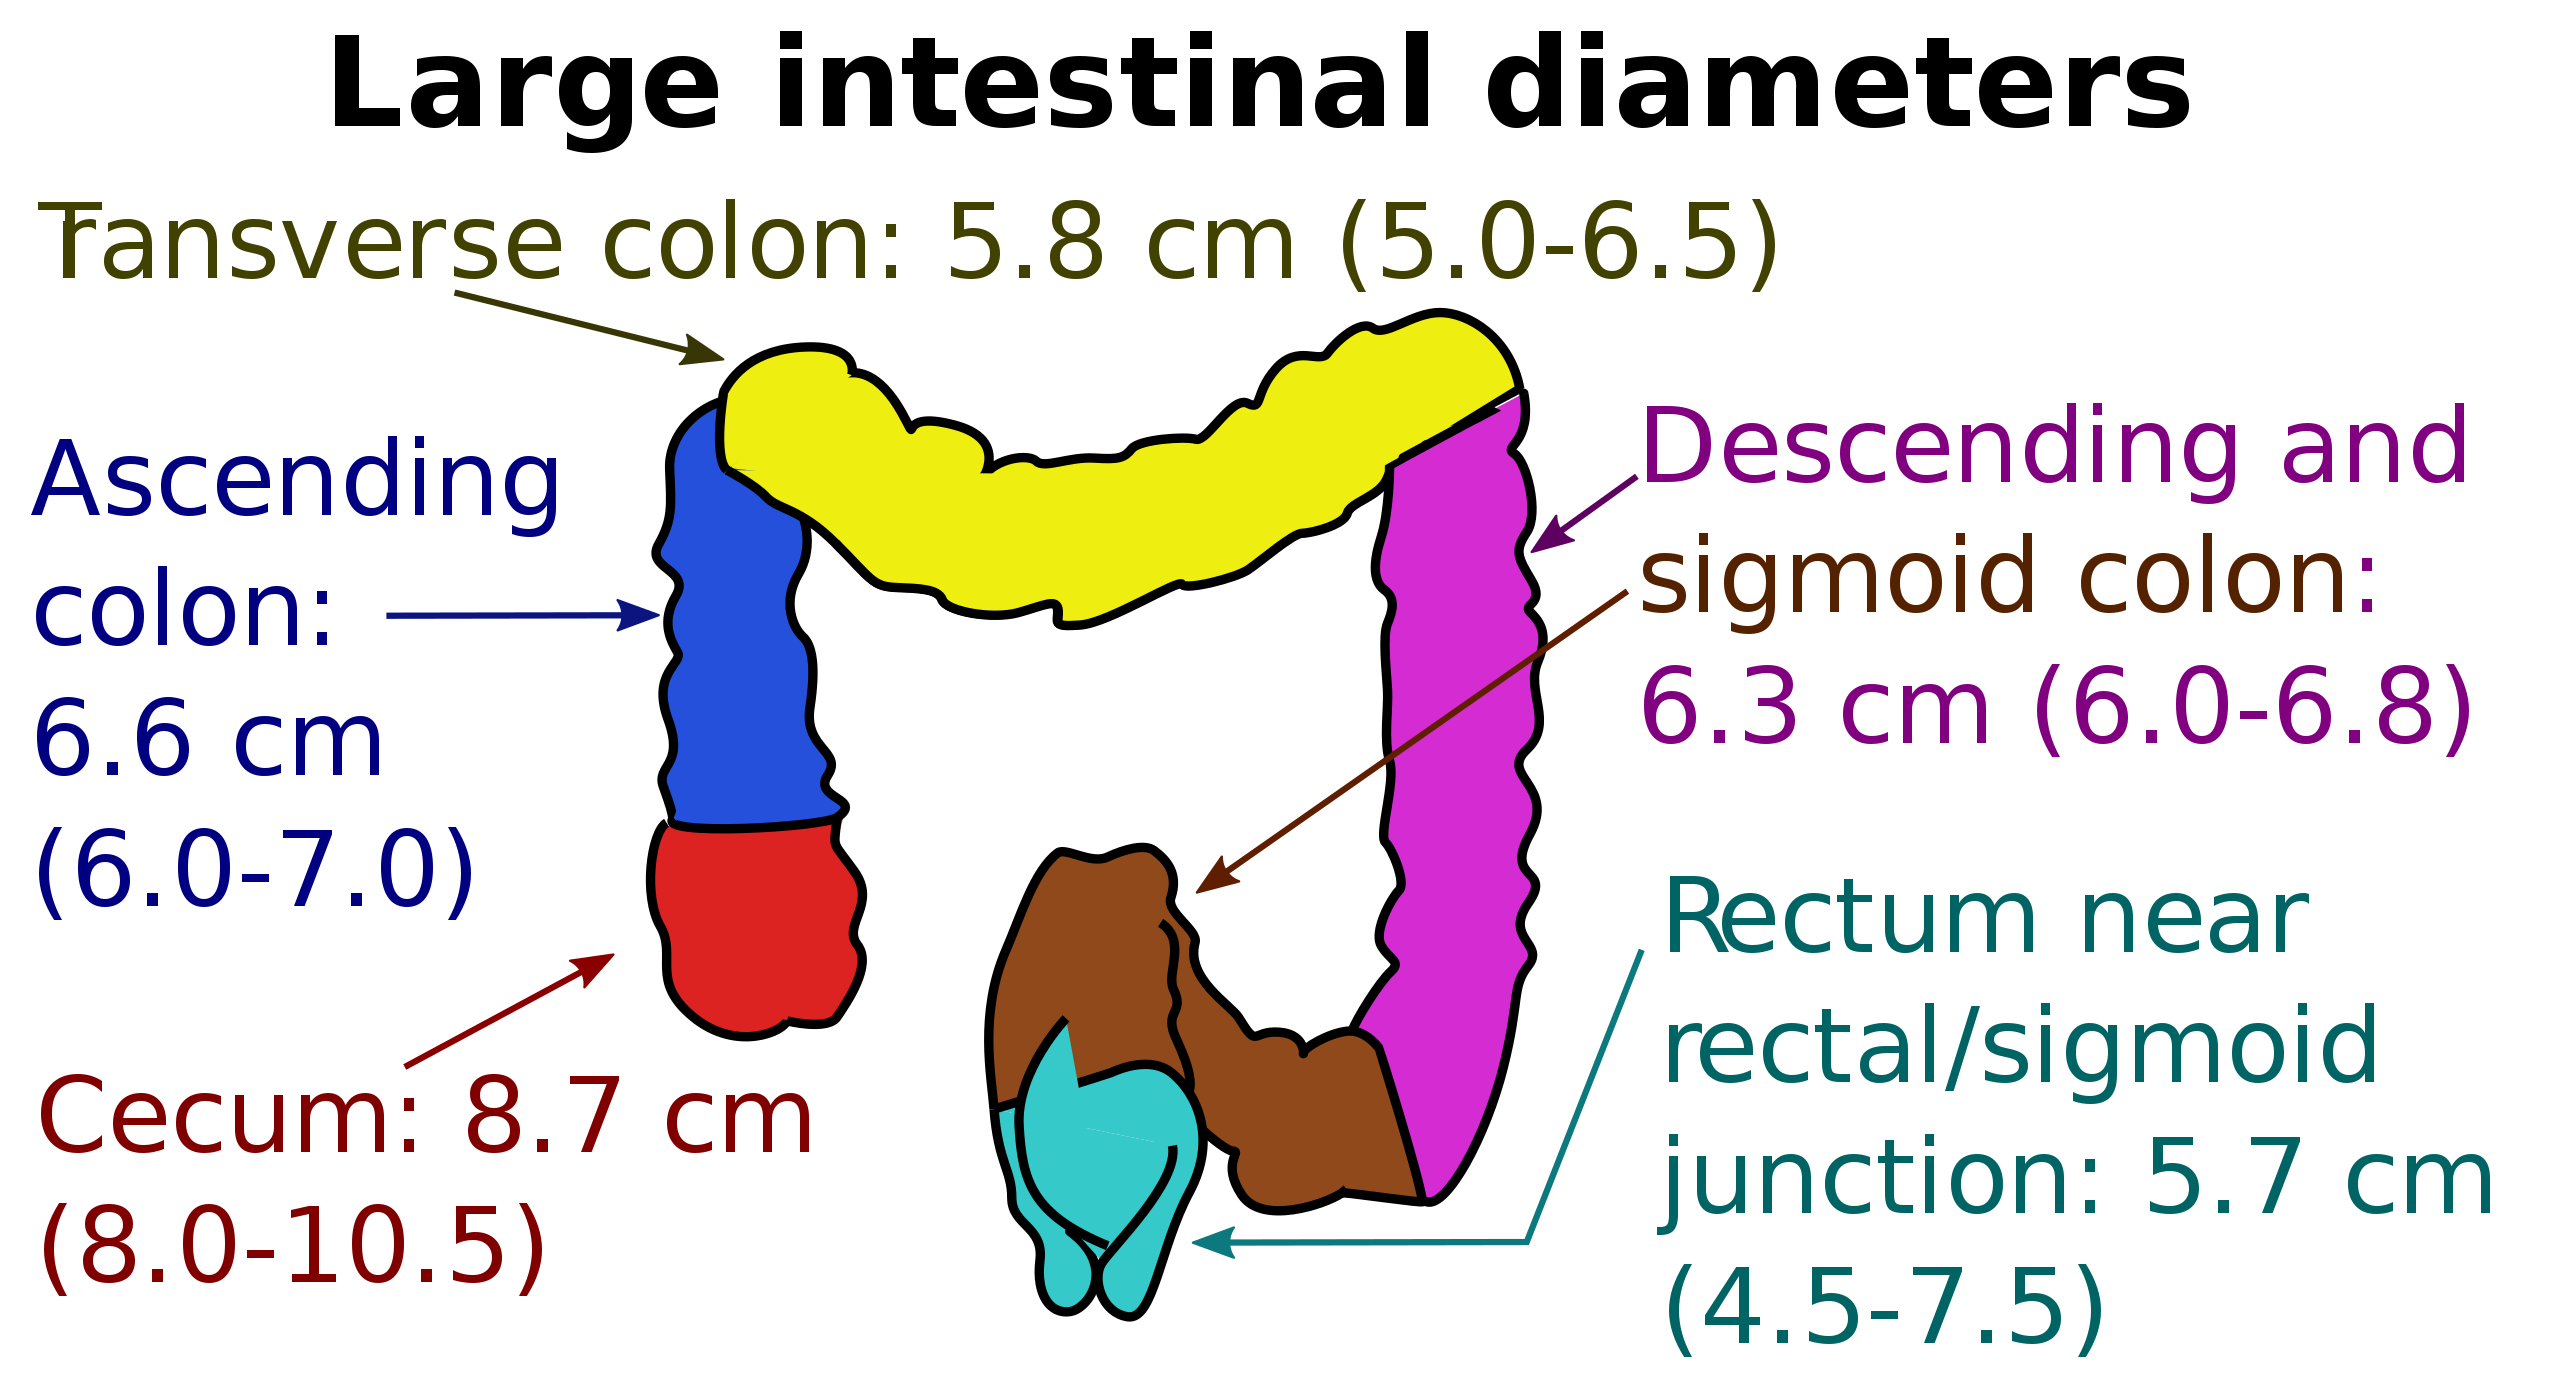 Large intestinal diameters
Transverse colon: 5.8 cm (5.0-6.5)
Ascending
colon:
6.6 cm
(6.0-7.0)
Cecum: 8.7 cm
(8.0-10.5)
Descending and
sigmoid colon:
6.3 cm (6.0-6.8)
Rectum near
rectal/sigmoid
junction: 5.7 cm
(4.5-7.5)